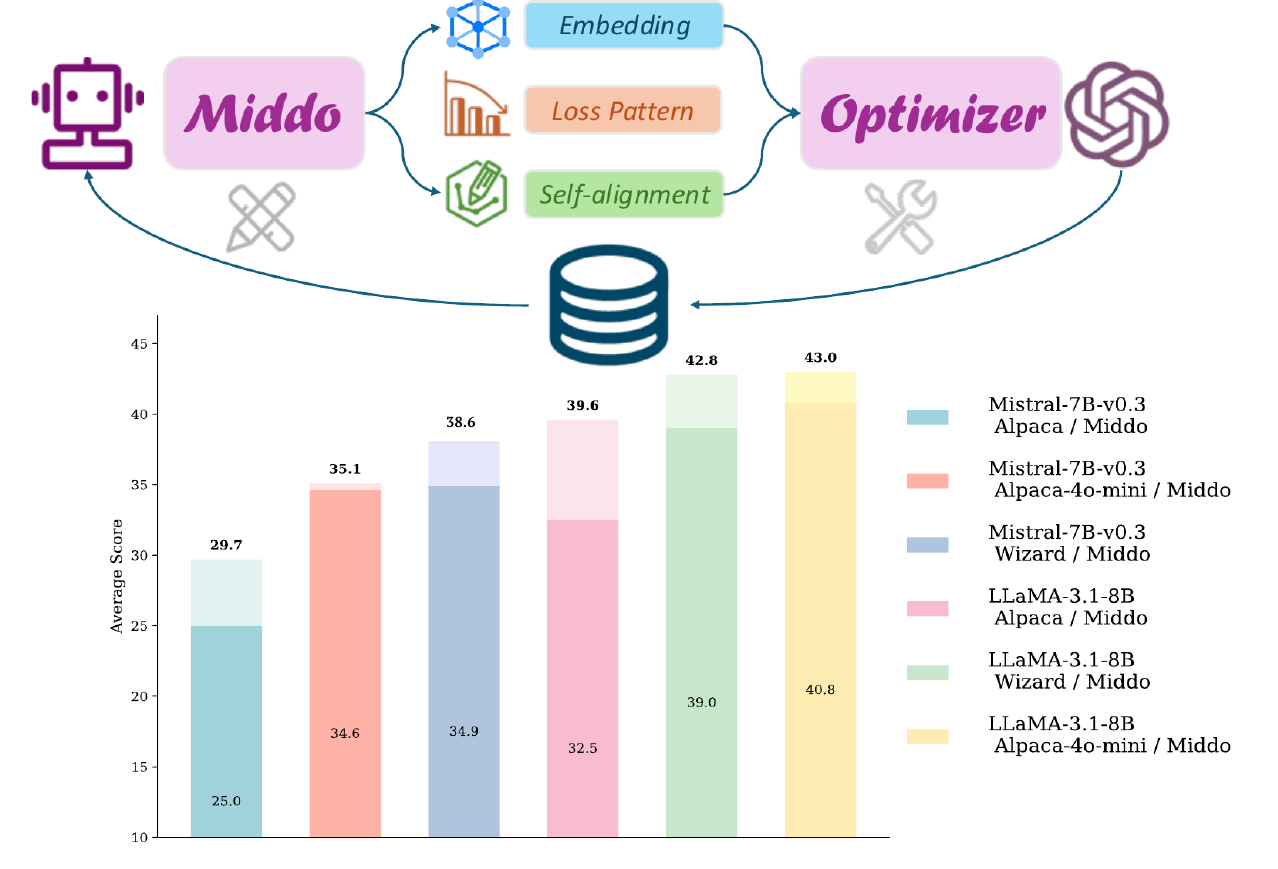 Embedding
Middo
Loss Pattern
Optimizer
Self-alignment
45
40
35
30
25
20
15
10
Average Score
29.7
35.1
38.6
39.6
42.8
43.0
25.0
34.6
34.9
32.5
39.0
40.8
Mistral-7B-v0.3
Alpaca / Middo
Mistral-7B-v0.3
Alpaca-4o-mini / Middo
Mistral-7B-v0.3
Wizard / Middo
LLaMA-3.1-8B
Alpaca / Middo
LLaMA-3.1-8B
Wizard / Middo
LLaMA-3.1-8B
Alpaca-4o-mini / Middo